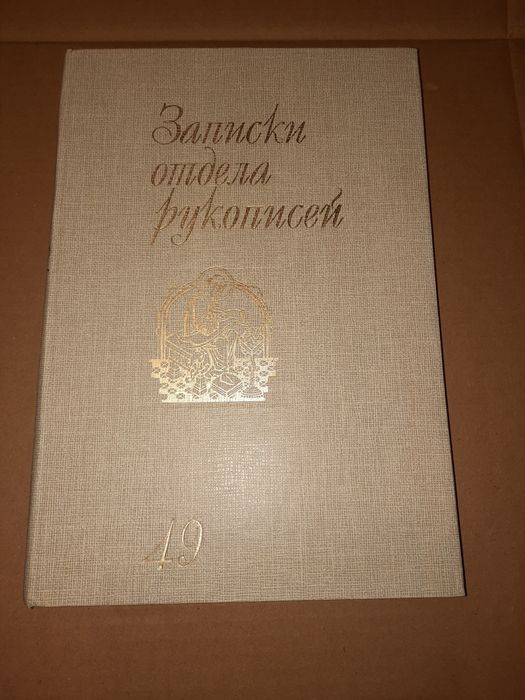 Записки
отдела
рукописей
49